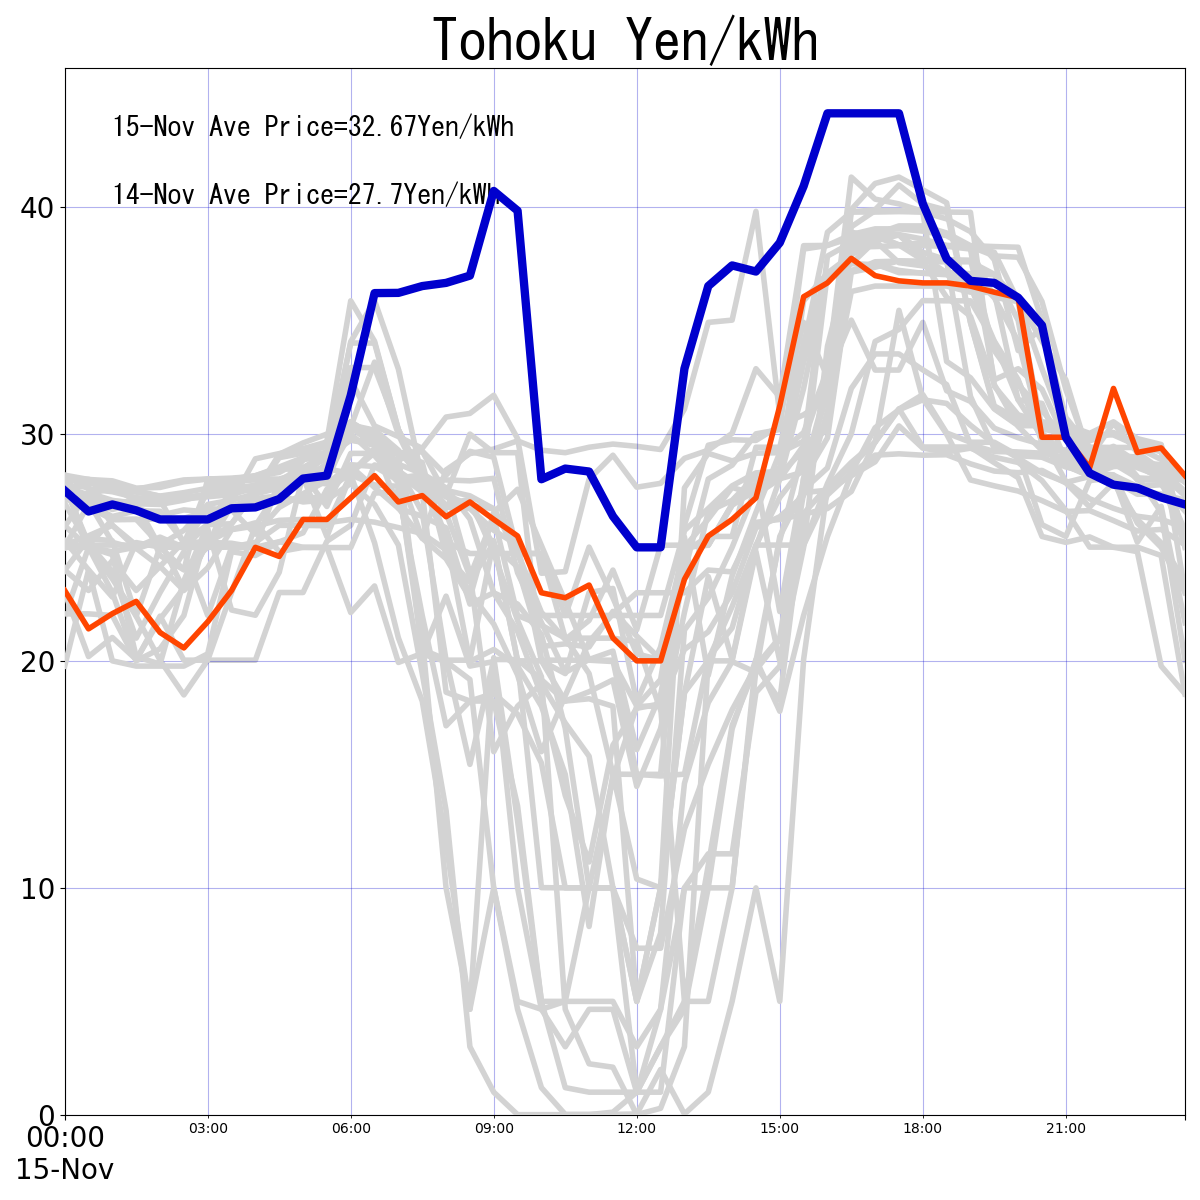 Tohoku Yen/kWh
15-Nov Ave Price=32.67Yen/kWh
14-Nov Ave Price=27.7Yen/kWh
40
30
20
10
0
00:00 03:00 06:00 09:00 12:00 15:00 18:00 21:00
15-Nov